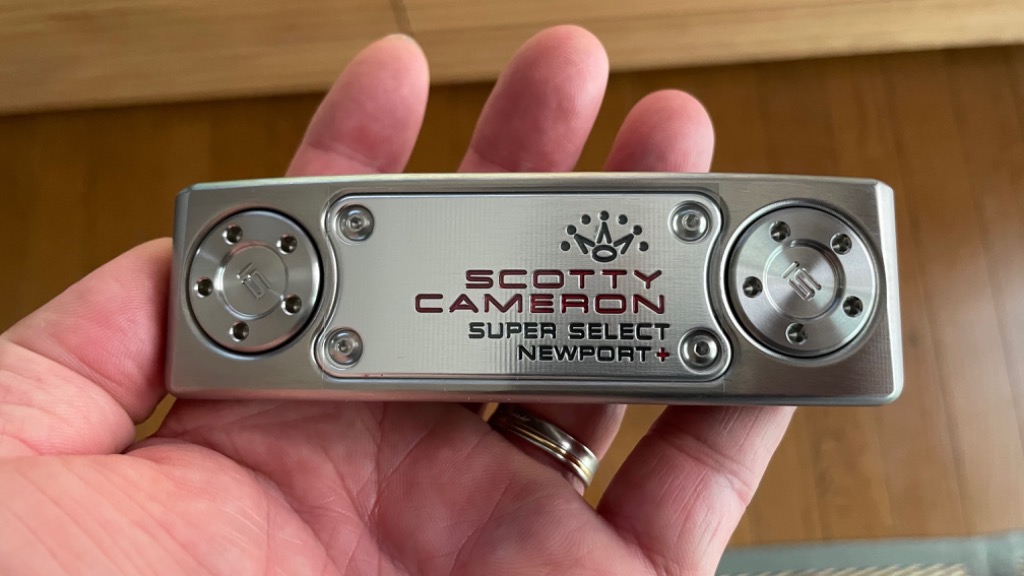 SCOTTY
CAMERON
SUPER SELECT
NEWPORT+